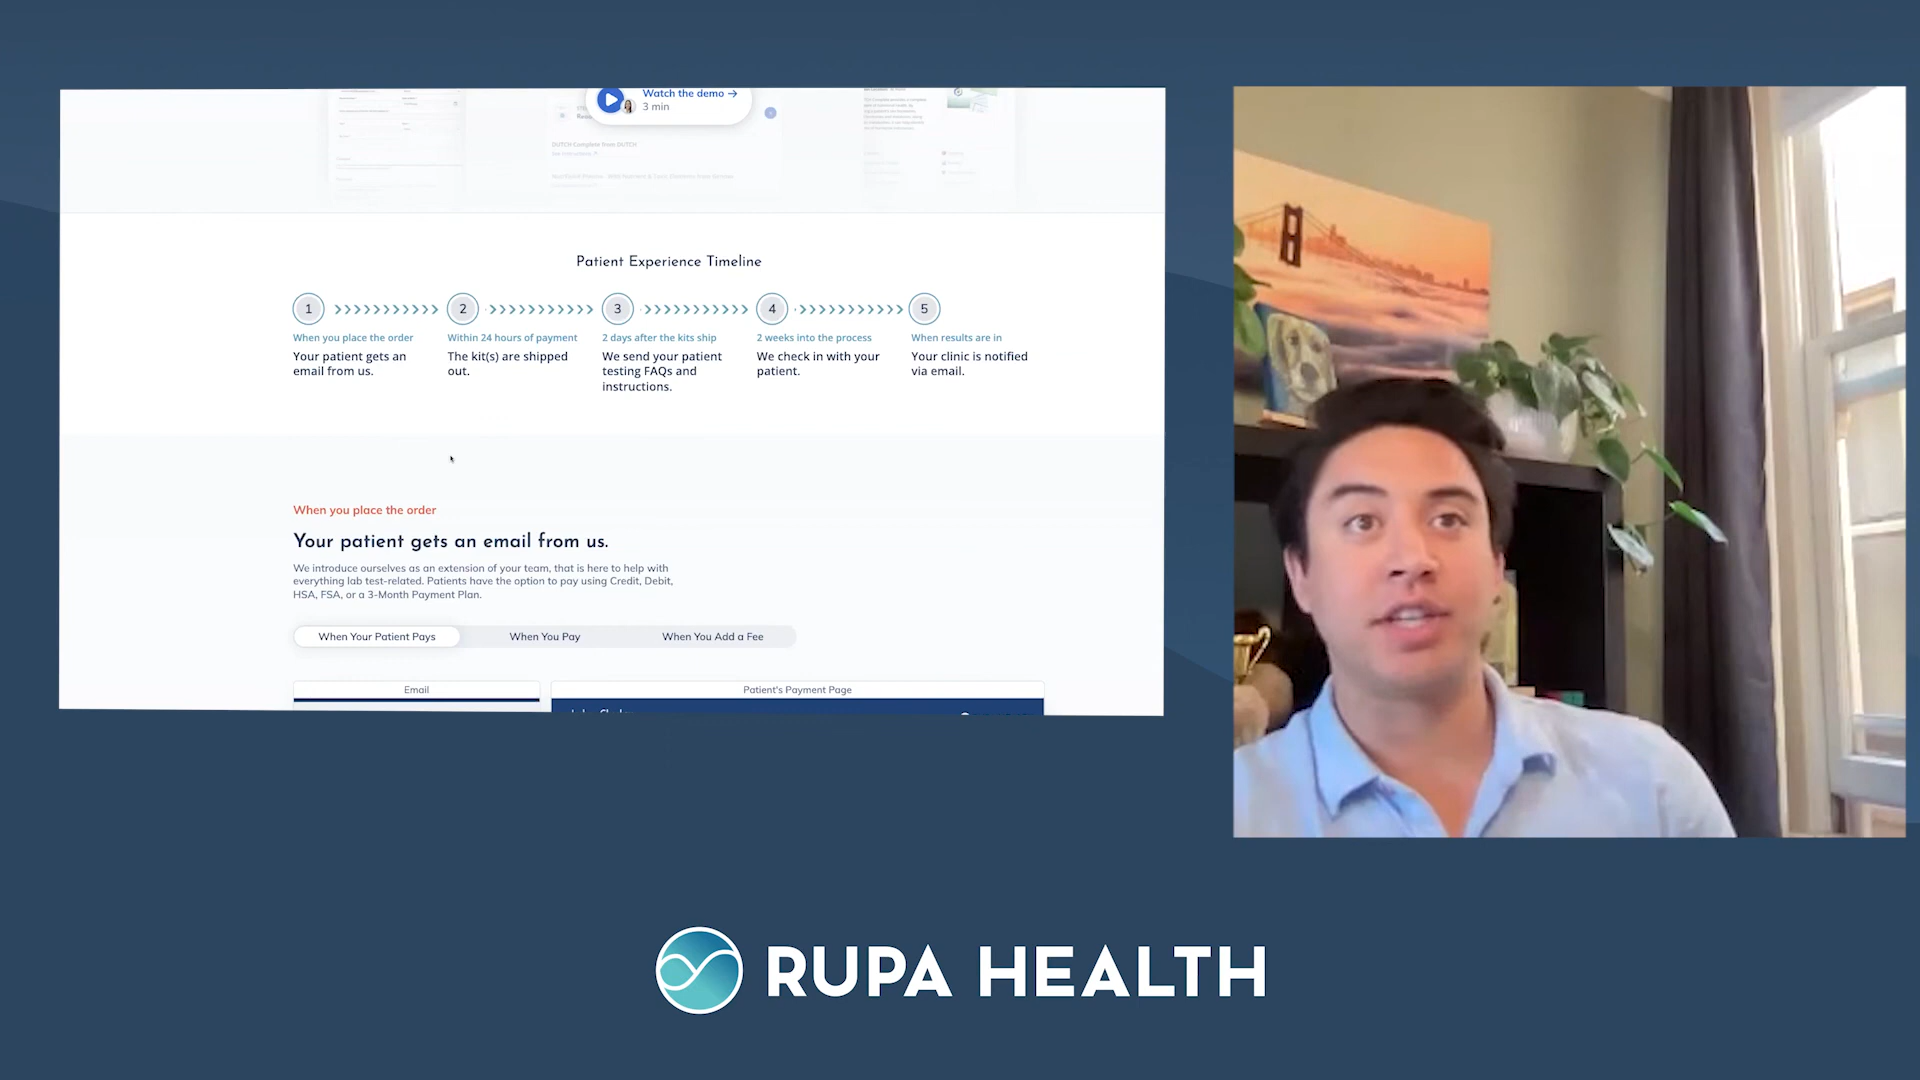 Watch the demo →
3 min
DUTCH Complete from DUTCH
Patient Experience Timeline
1
2
3
4
5
When you place the order
Your patient gets an
email from us.
Within 24 hours of payment
The kit(s) are shipped
out.
2 days after the kits ship
We send your patient
testing FAQs and
instructions.
2 weeks into the process
We check in with your
patient.
When results are in
Your clinic is notified
via email.
When you place the order
Your patient gets an email from us.
We introduce ourselves as an extension of your team, that is here to help with
everything lab test-related. Patients have the option to pay using Credit, Debit,
HSA, FSA, or a 3-Month Payment Plan.
When Your Patient Pays
When You Pay
When You Add a Fee
Email
Patient's Payment Page
RUPA HEALTH